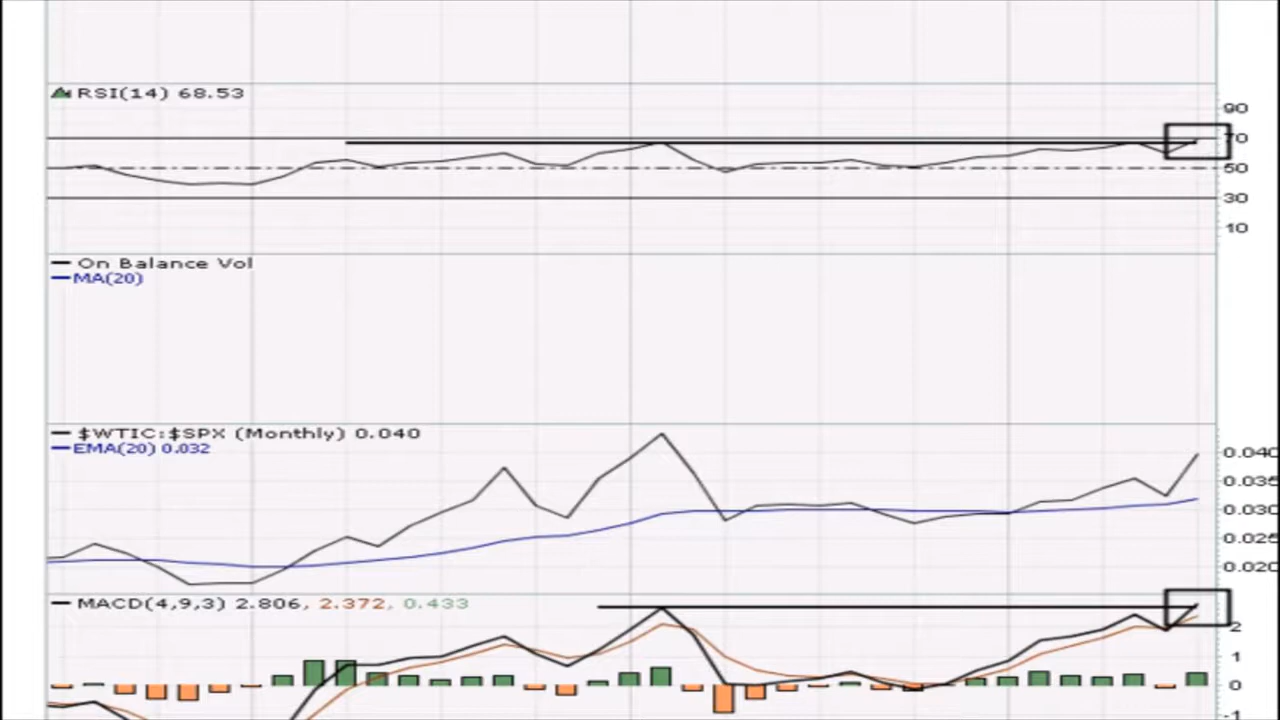 RSI(14) 68.53
90
70
50
30
10
On Balance Vol
MA(20)
$WTIC:$SPX (Monthly) 0.040
EMA(20) 0.032
0.040
0.035
0.030
0.025
0.020
MACD(4,9,3) 2.806, 2.372, 0.433
2
1
0
-1